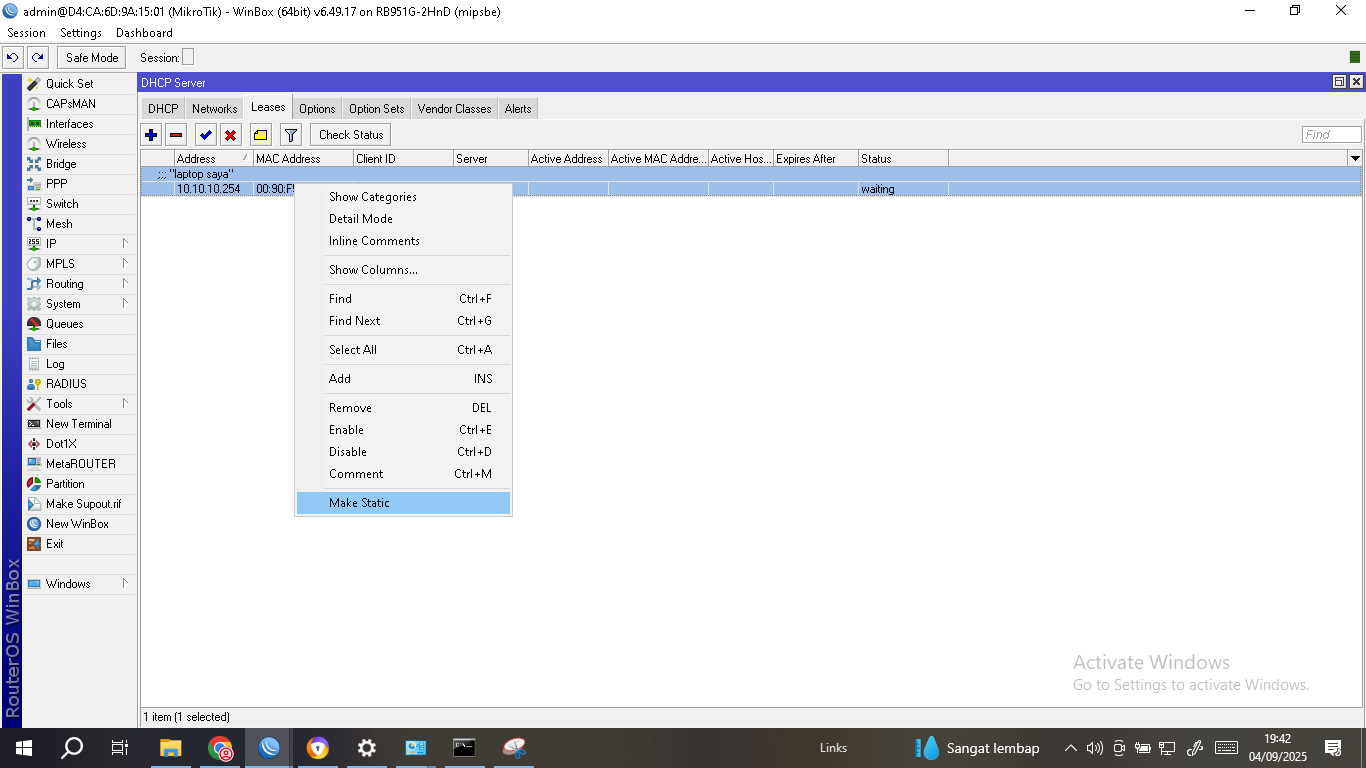 admin@D4:CA:6D:9A:15:01 (MikroTik) - WinBox (64bit) v6.49.17 on RB951G-2HnD (mipsbe)
Session Settings Dashboard
Safe Mode Session:
Quick Set
CAPsMAN
Interfaces
Wireless
Bridge
PPP
Switch
Mesh
IP
MPLS
Routing
System
Queues
Files
Log
RADIUS
Tools
New Terminal
Dot1X
MetaROUTER
Partition
Make Supout.rif
New WinBox
Exit
Windows
RouterOS WinBox
DHCP Server
DHCP Networks Leases Options Option Sets Vendor Classes Alerts
Check Status Find
Address MAC Address Client ID Server Active Address Active MAC Addre... Active Hos... Expires After Status
;;; "laptop saya"
10.10.10.254 00:90:F waiting
Show Categories
Detail Mode
Inline Comments
Show Columns...
Find Ctrl+F
Find Next Ctrl+G
Select All Ctrl+A
Add INS
Remove DEL
Enable Ctrl+E
Disable Ctrl+D
Comment Ctrl+M
Make Static
Activate Windows
Go to Settings to activate Windows.
1 item (1 selected)
Links Sangat lembap 19:42
04/09/2025